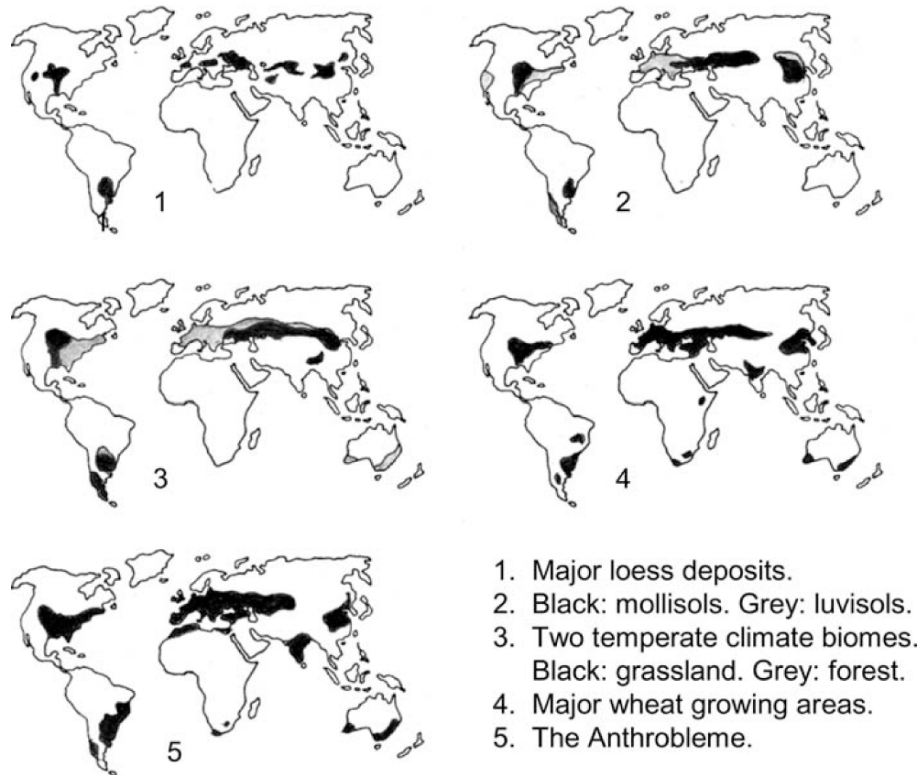 1
2
3
4
5
1. Major loess deposits.
2. Black: mollisols. Grey: luvisols.
3. Two temperate climate biomes.
Black: grassland. Grey: forest.
4. Major wheat growing areas.
5. The Anthrobleme.